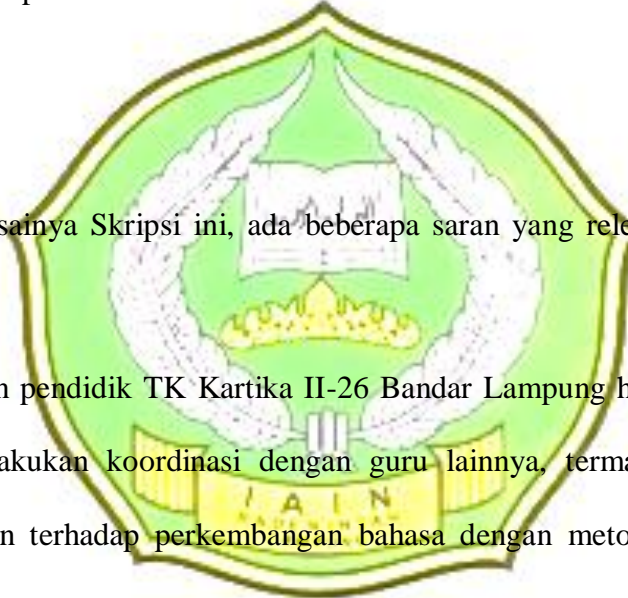 sainya Skripsi ini, ada beberapa saran yang rele
n pendidik TK Kartika II-26 Bandar Lampung h
akukan koordinasi dengan guru lainnya, terma
I A I N
n terhadap perkembangan bahasa dengan meto